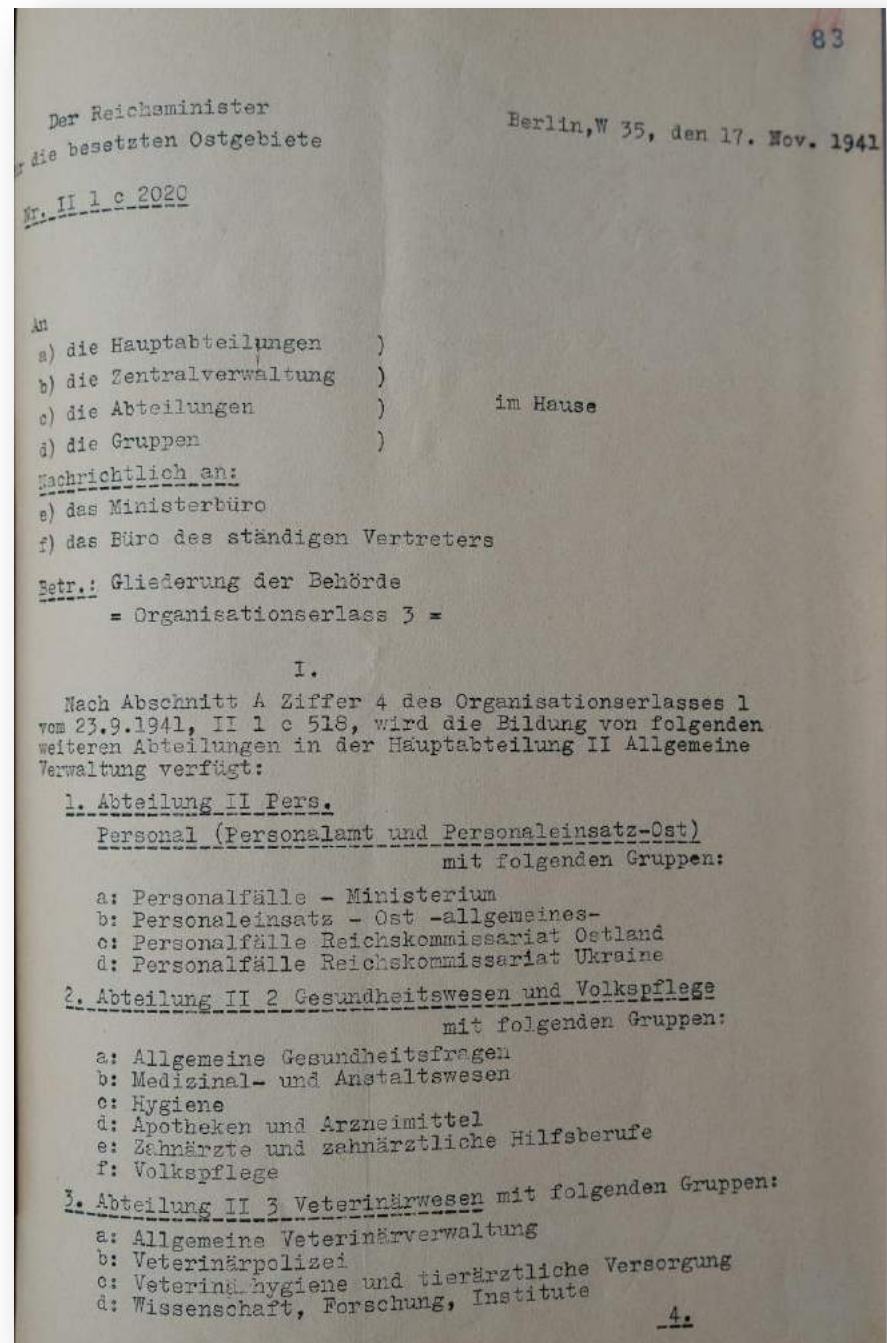 83
Der Reichsminister
die besetzten Ostgebiete
Berlin,W 35, den 17. Nov. 1941
Nr. II 1 c 2020
An
a) die Hauptabteilungen )
b) die Zentralverwaltung )
c) die Abteilungen ) im Hause
d) die Gruppen )
Nachrichtlich an:
e) das Ministerbüro
f) das Büro des ständigen Vertreters
Betr.: Gliederung der Behörde
= Organisationserlass 3 =
I.
Nach Abschnitt A Ziffer 4 des Organisationserlasses 1
vom 23.9.1941, II 1 c 518, wird die Bildung von folgenden
weiteren Abteilungen in der Hauptabteilung II Allgemeine
Verwaltung verfügt:
1. Abteilung II Pers.
Personal (Personalamt und Personaleinsatz-Ost)
mit folgenden Gruppen:
a: Personalfälle - Ministerium
b: Personaleinsatz - Ost -allgemeines-
c: Personalfälle Reichskommissariat Ostland
d: Personalfälle Reichskommissariat Ukraine
2. Abteilung II 2 Gesundheitswesen und Volkspflege
mit folgenden Gruppen:
a: Allgemeine Gesundheitsfragen
b: Medizinal- und Anstaltswesen
c: Hygiene
d: Apotheken und Arzneimittel
e: Zahnärzte und zahnärztliche Hilfsberufe
f: Volkspflege
3. Abteilung II 3 Veterinärwesen mit folgenden Gruppen:
a: Allgemeine Veterinärverwaltung
b: Veterinärpolizei
c: Veterinärhygiene und tierärztliche Versorgung
d: Wissenschaft, Forschung, Institute
4.